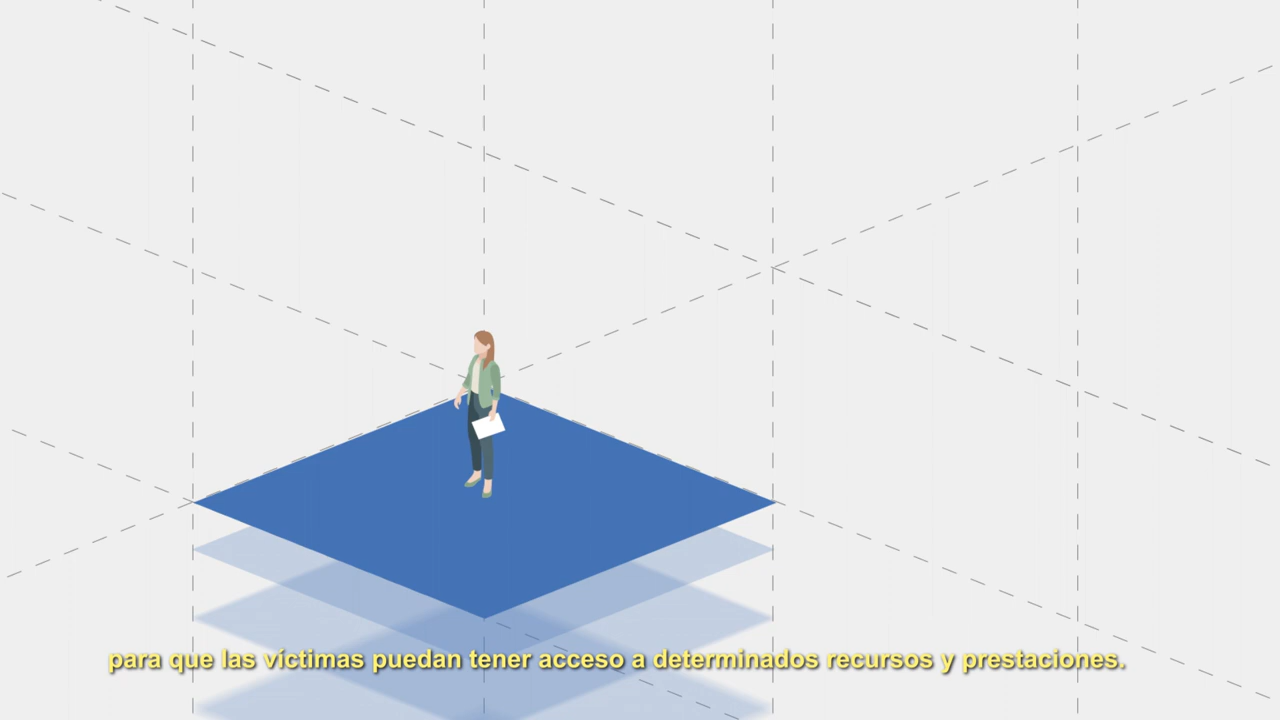 para que las víctimas puedan tener acceso a determinados recursos y prestaciones.